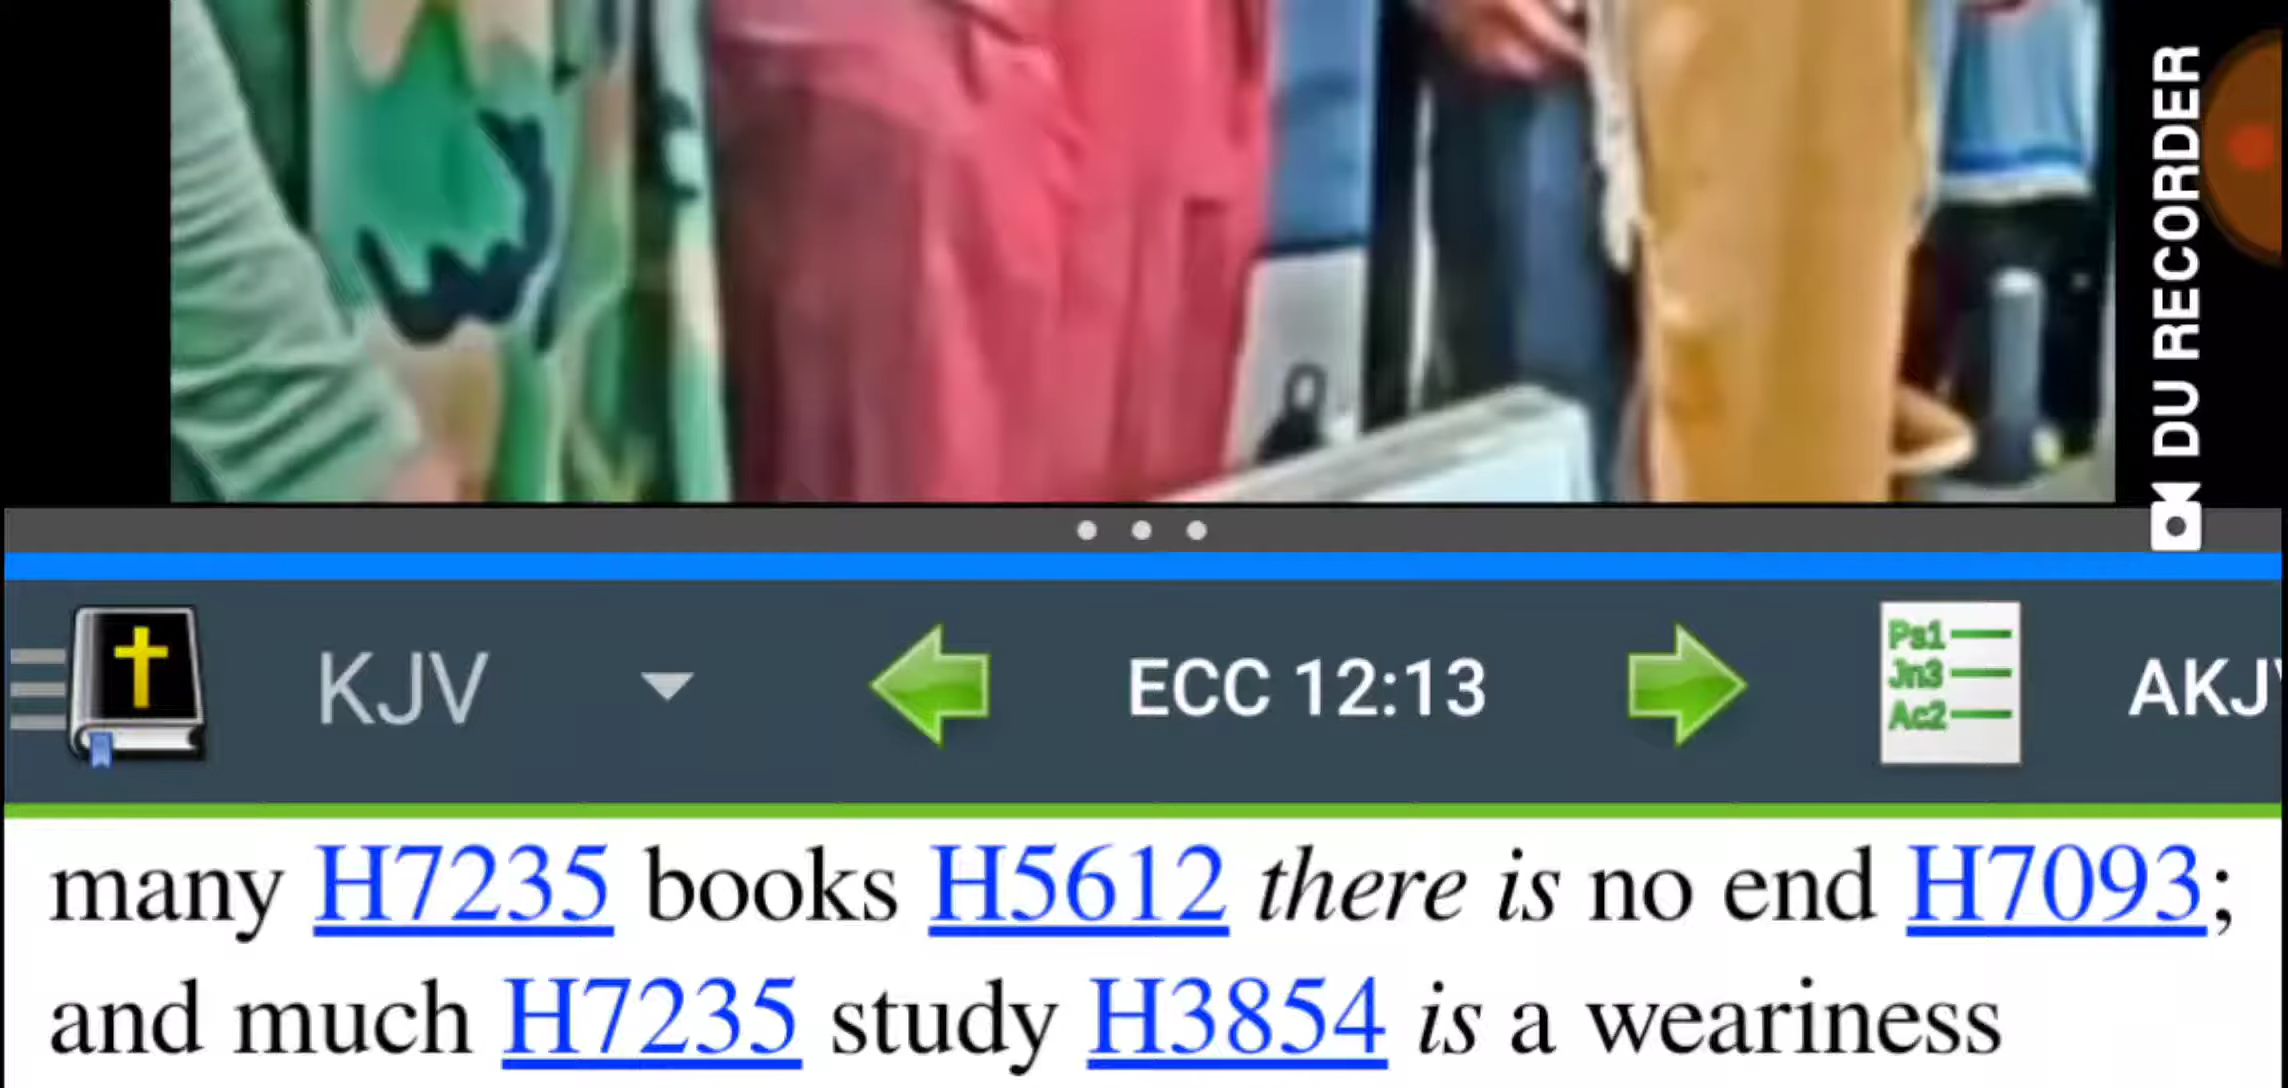 DU RECORDER
KJV
ECC 12:13
Ps1
Jn3
Ac2
AKJV
many H7235 books H5612 there is no end H7093;
and much H7235 study H3854 is a weariness